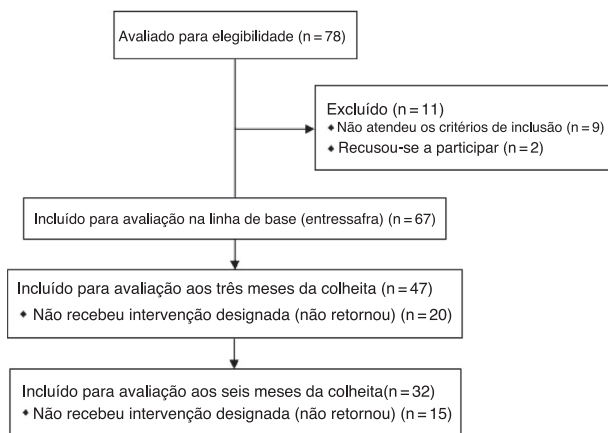 Avaliado para elegibilidade (n = 78)
Excluído (n = 11)
♦ Não atendeu os critérios de inclusão (n = 9)
♦ Recusou-se a participar (n = 2)
Incluído para avaliação na linha de base (entressafra) (n = 67)
Incluído para avaliação aos três meses da colheita (n = 47)
♦ Não recebeu intervenção designada (não retornou) (n = 20)
Incluído para avaliação aos seis meses da colheita(n = 32)
♦ Não recebeu intervenção designada (não retornou) (n = 15)